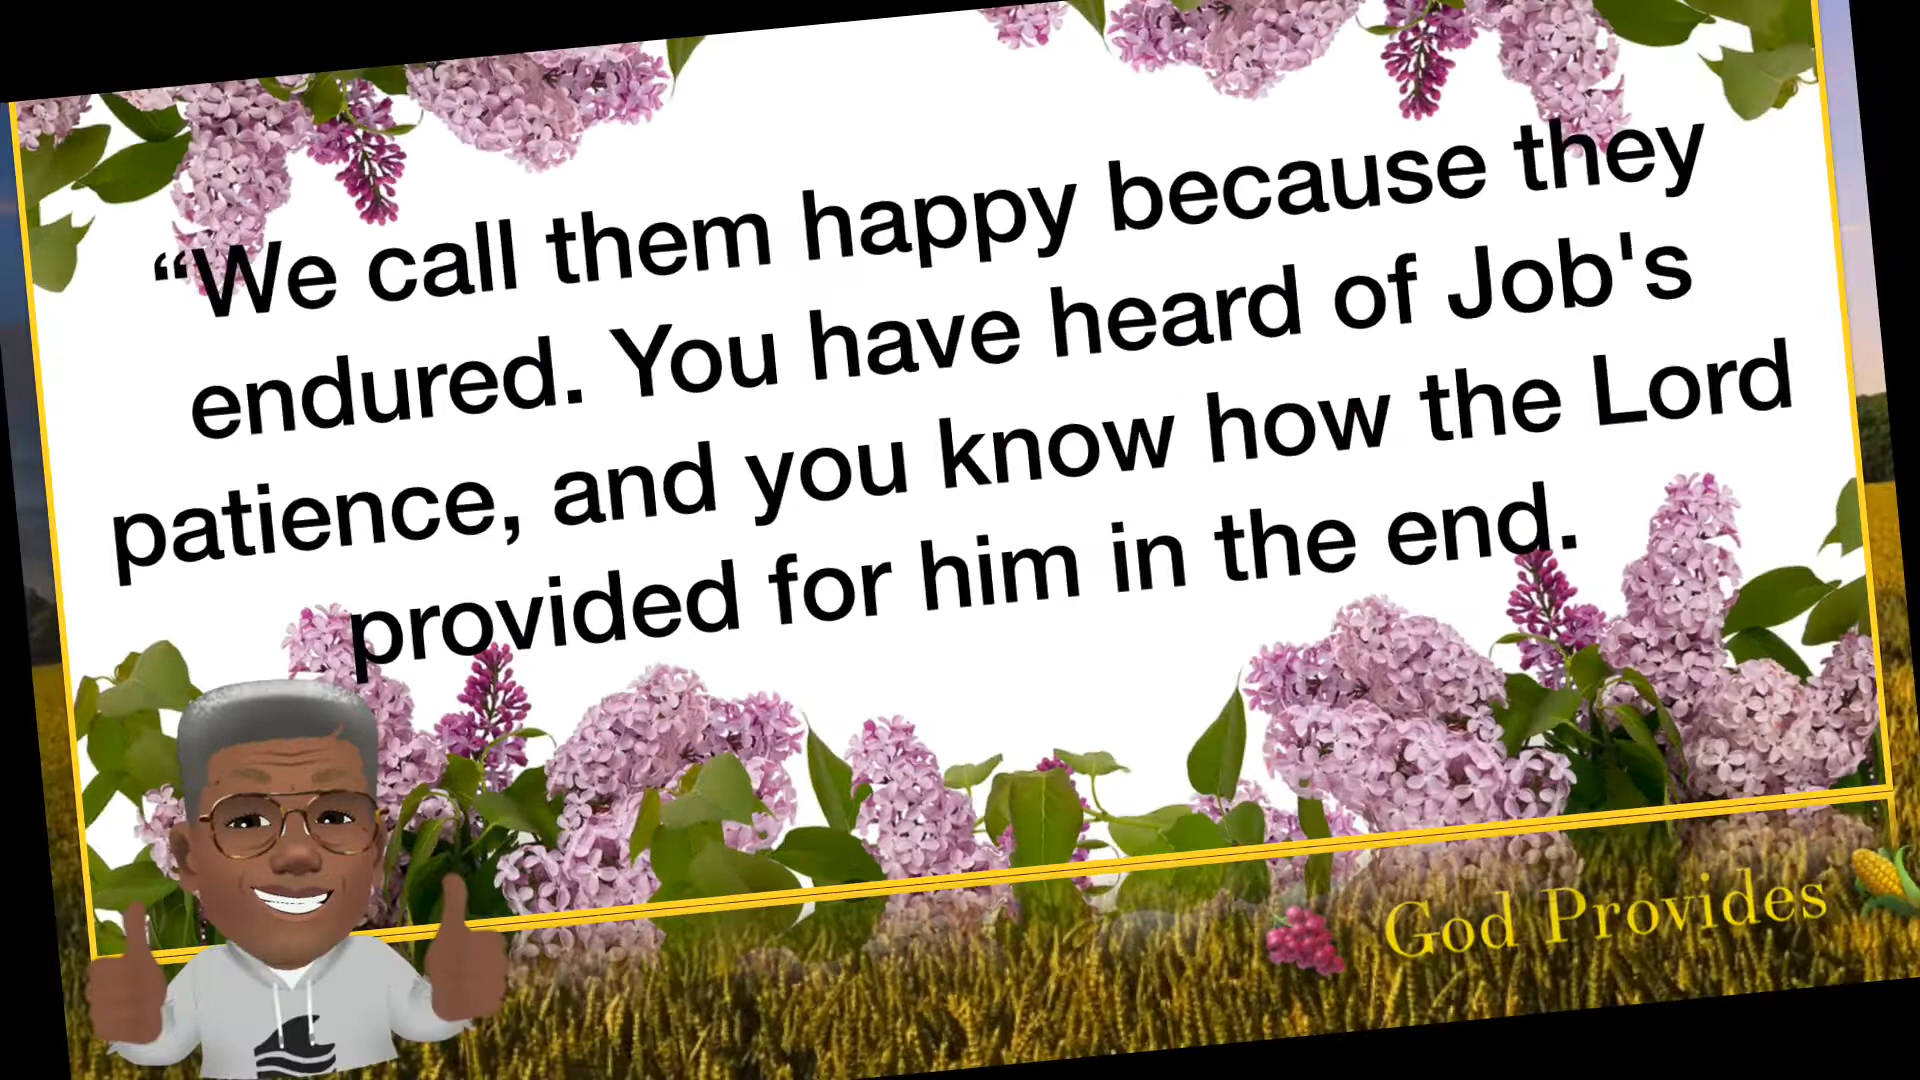 “We call them happy because they
endured. You have heard of Job's
patience, and you know how the Lord
provided for him in the end.
God Provides